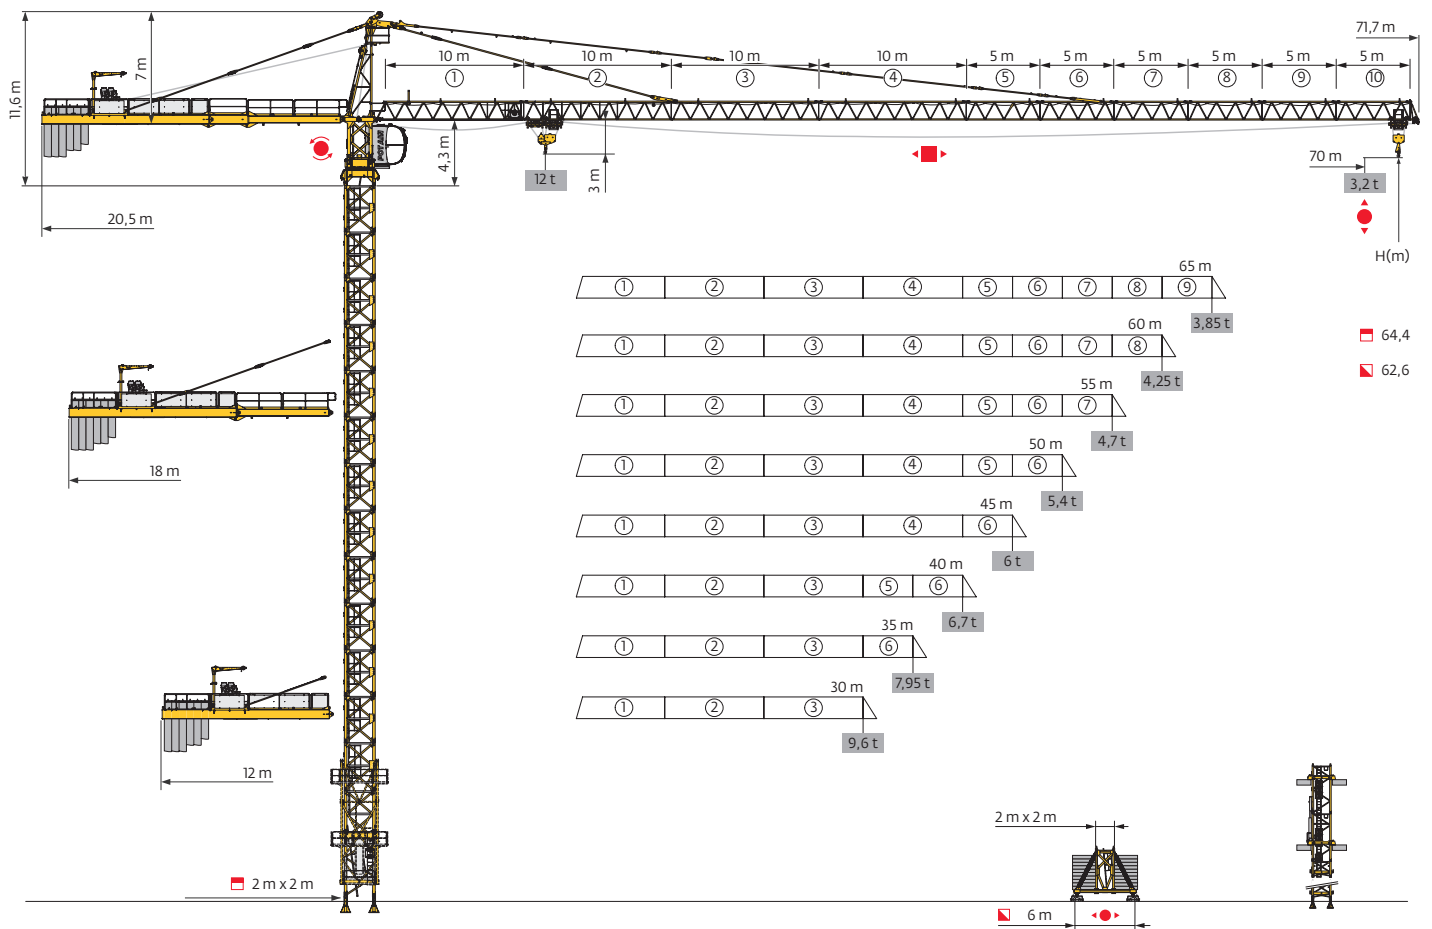 71,7 m
11,6 m
7 m
10 m
10 m
10 m
10 m
5 m
5 m
5 m
5 m
5 m
5 m
1
2
3
4
5
6
7
8
9
10
POTAIN
4,3 m
12 t
3 m
70 m
3,2 t
H(m)
20,5 m
65 m
1 2 3 4 5 6 7 8 9
3,85 t
60 m
1 2 3 4 5 6 7 8
4,25 t
64,4
62,6
55 m
1 2 3 4 5 6 7
4,7 t
18 m
50 m
1 2 3 4 5 6
5,4 t
45 m
1 2 3 4 6
6 t
40 m
1 2 3 5 6
6,7 t
35 m
1 2 3 6
7,95 t
30 m
1 2 3
9,6 t
12 m
2 m x 2 m
2 m x 2 m
6 m